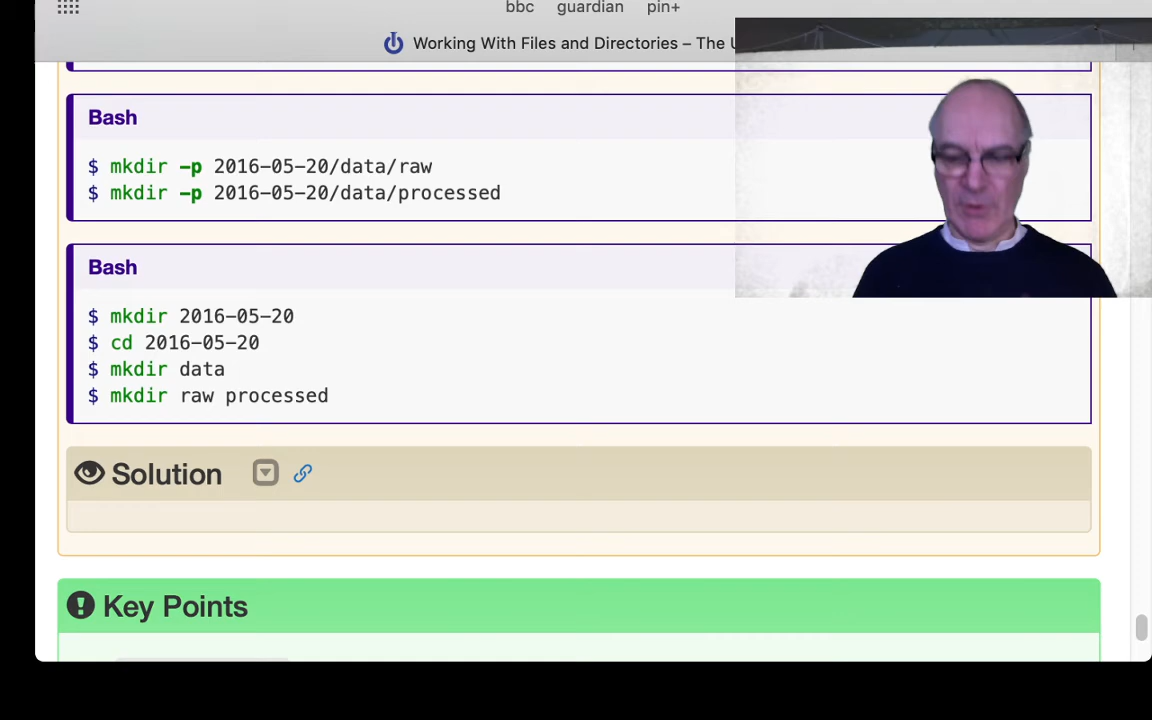 bbc guardian pin+
Working With Files and Directories – The
Bash
$ mkdir -p 2016-05-20/data/raw
$ mkdir -p 2016-05-20/data/processed
Bash
$ mkdir 2016-05-20
$ cd 2016-05-20
$ mkdir data
$ mkdir raw processed
Solution
Key Points